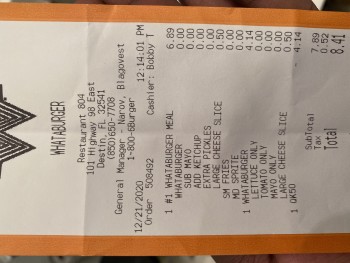 WHATABURGER
Restaurant 804
101 Highway 98 East
Destin, FL 32541
(850)650-7708
General Manager - Narov, Blagovest
1-800-6Burger
12/21/2020 12:14:01 PM
Order 508492 Cashier: Bobby T
1 #1 WHATABURGER MEAL 6.89
WHATABURGER 0.00
SUB MAYO 0.00
ADD KETCHUP 0.00
EXTRA PICKLES 0.00
LARGE CHEESE SLICE 0.50
SM FRIES 0.00
MD SPRITE 0.00
1 WHATABURGER 4.14
LETTUCE ONLY 0.00
TOMATO ONLY 0.00
MAYO ONLY 0.00
LARGE CHEESE SLICE 0.50
1 QK50 4.14
SubTotal 7.89
Tax 0.52
Total 8.41